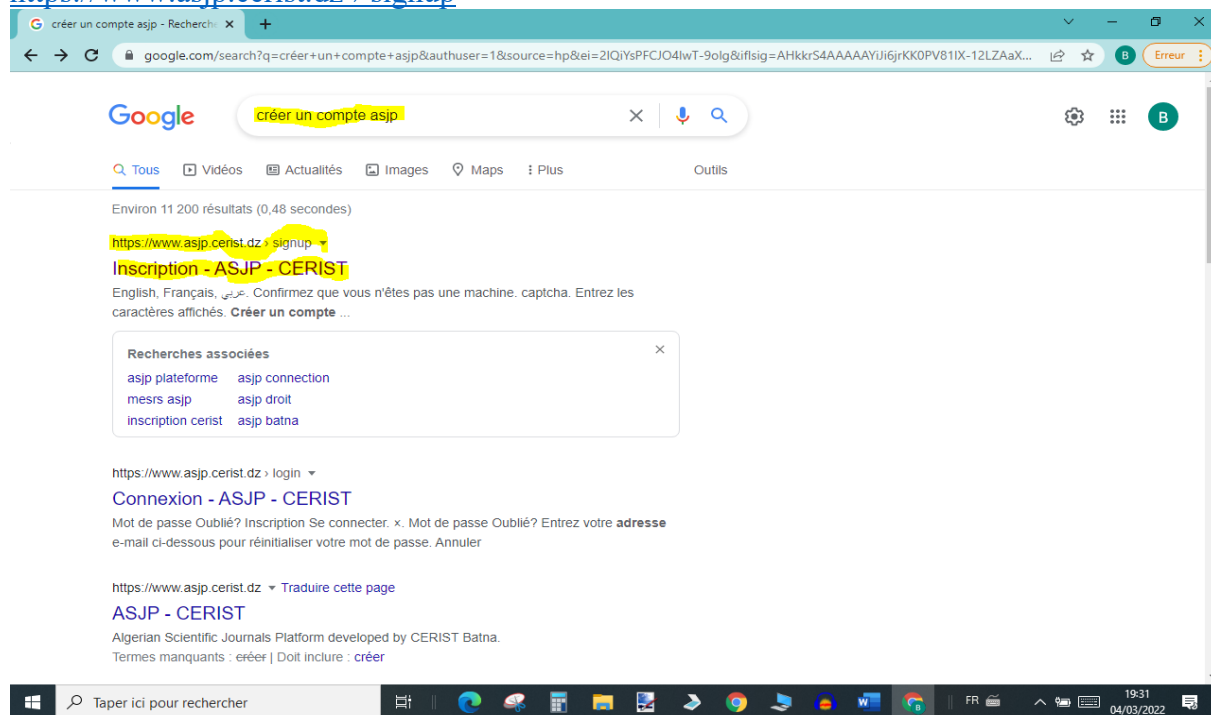 https://www.asjp.cerist.dz › signup
créer un compte asjp - Recherche
google.com/search?q=créer+un+compte+asjp&authuser=1&source=hp&ei=2IQiYsPFCJO4lwT-9olg&iflsig=AHkkrS4AAAAAYiJi6jrKK0PV81IX-12LZAaX...
B
Erreur
Google
créer un compte asjp
B
Tous Vidéos Actualités Images Maps Plus Outils
Environ 11 200 résultats (0,48 secondes)
https://www.asjp.cerist.dz › signup
Inscription - ASJP - CERIST
English, Français, عربي. Confirmez que vous n'êtes pas une machine. captcha. Entrez les
caractères affichés. Créer un compte ...
Recherches associées
asjp plateforme asjp connection
mesrs asjp asjp droit
inscription cerist asjp batna
https://www.asjp.cerist.dz › login
Connexion - ASJP - CERIST
Mot de passe Oublié? Inscription Se connecter. ×. Mot de passe Oublié? Entrez votre adresse
e-mail ci-dessous pour réinitialiser votre mot de passe. Annuler
https://www.asjp.cerist.dz Traduire cette page
ASJP - CERIST
Algerian Scientific Journals Platform developed by CERIST Batna.
Termes manquants : créer | Doit inclure : créer
Taper ici pour rechercher
FR
19:31
04/03/2022